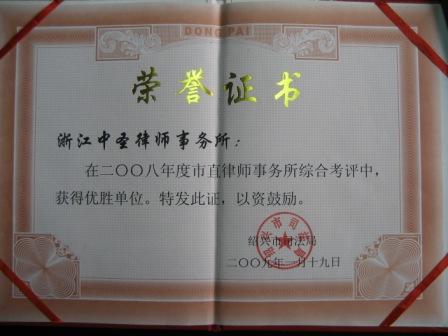 DONG PAI
荣誉证书
浙江中圣律师事务所：
在二〇〇八年度市直律师事务所综合考评中，
获得优胜单位。特发此证，以资鼓励。
绍兴市司法局
二〇〇九年一月十九日